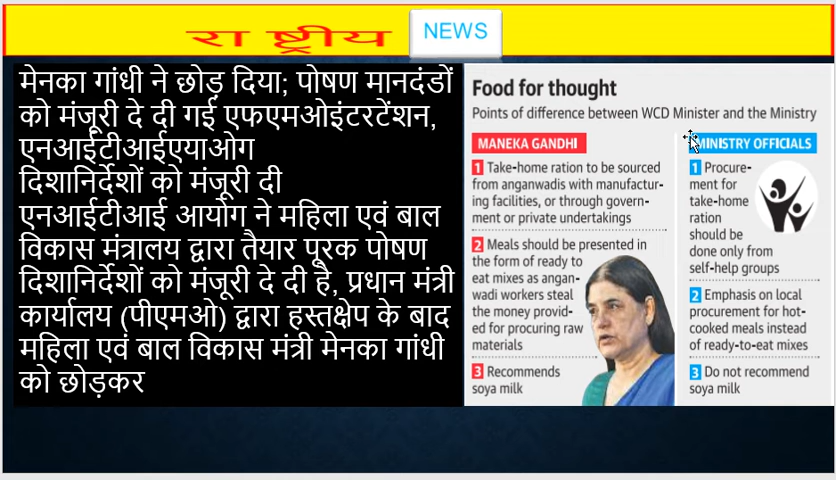 रा ष्ट्रीय
NEWS
मेनका गांधी ने छोड़ दिया; पोषण मानदंडों
को मंजूरी दे दी गई एफएमओइंटरटेंशन,
एनआईटीआईएयाओग
दिशानिर्देशों को मंजूरी दी
एनआईटीआई आयोग ने महिला एवं बाल
विकास मंत्रालय द्वारा तैयार पूरक पोषण
दिशानिर्देशों को मंजूरी दे दी है, प्रधान मंत्री
कार्यालय (पीएमओ) द्वारा हस्तक्षेप के बाद
महिला एवं बाल विकास मंत्री मेनका गांधी
को छोड़कर
Food for thought
Points of difference between WCD Minister and the Ministry
MANEKA GANDHI
1 Take-home ration to be sourced
from anganwadis with manufactur-
ing facilities, or through govern-
ment or private undertakings
2 Meals should be presented in
the form of ready to
eat mixes as angan-
wadi workers steal
the money provid-
ed for procuring raw
materials
3 Recommends
soya milk
MINISTRY OFFICIALS
1 Procure-
ment for
take-home
ration
should be
done only from
self-help groups
2 Emphasis on local
procurement for hot-
cooked meals instead
of ready-to-eat mixes
3 Do not recommend
soya milk